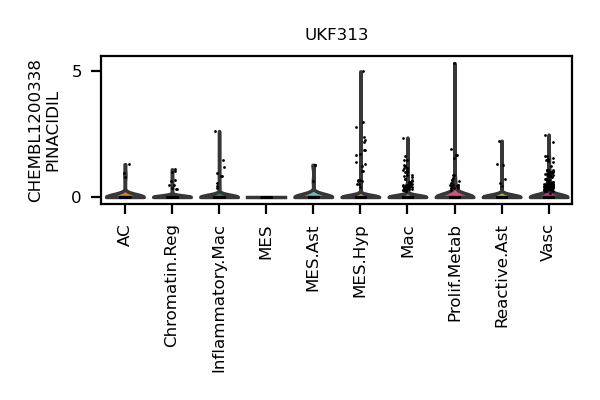 UKF313
CHEMBL1200338
PINACIDIL
5
0
AC
Chromatin.Reg
Inflammatory.Mac
MES
MES.Ast
MES.Hyp
Mac
Prolif.Metab
Reactive.Ast
Vasc